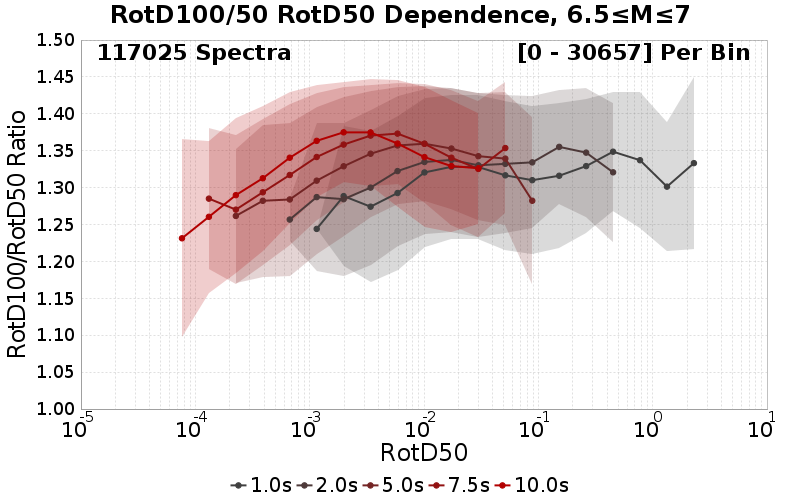 RotD100/50 RotD50 Dependence, 6.5≤M≤7
117025 Spectra [0 - 30657] Per Bin
1.50
1.45
1.40
1.35
1.30
1.25
1.20
1.15
1.10
1.05
1.00
RotD100/RotD50 Ratio
10^-5 10^-4 10^-3 10^-2 10^-1 10^0 10^1
RotD50
1.0s 2.0s 5.0s 7.5s 10.0s